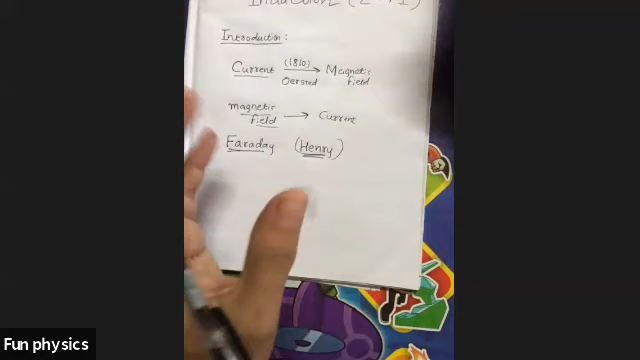 Introduction:
Current (1810) Magnetic
Oersted field
magnetic
field Current
Faraday (Henry)
Fun physics